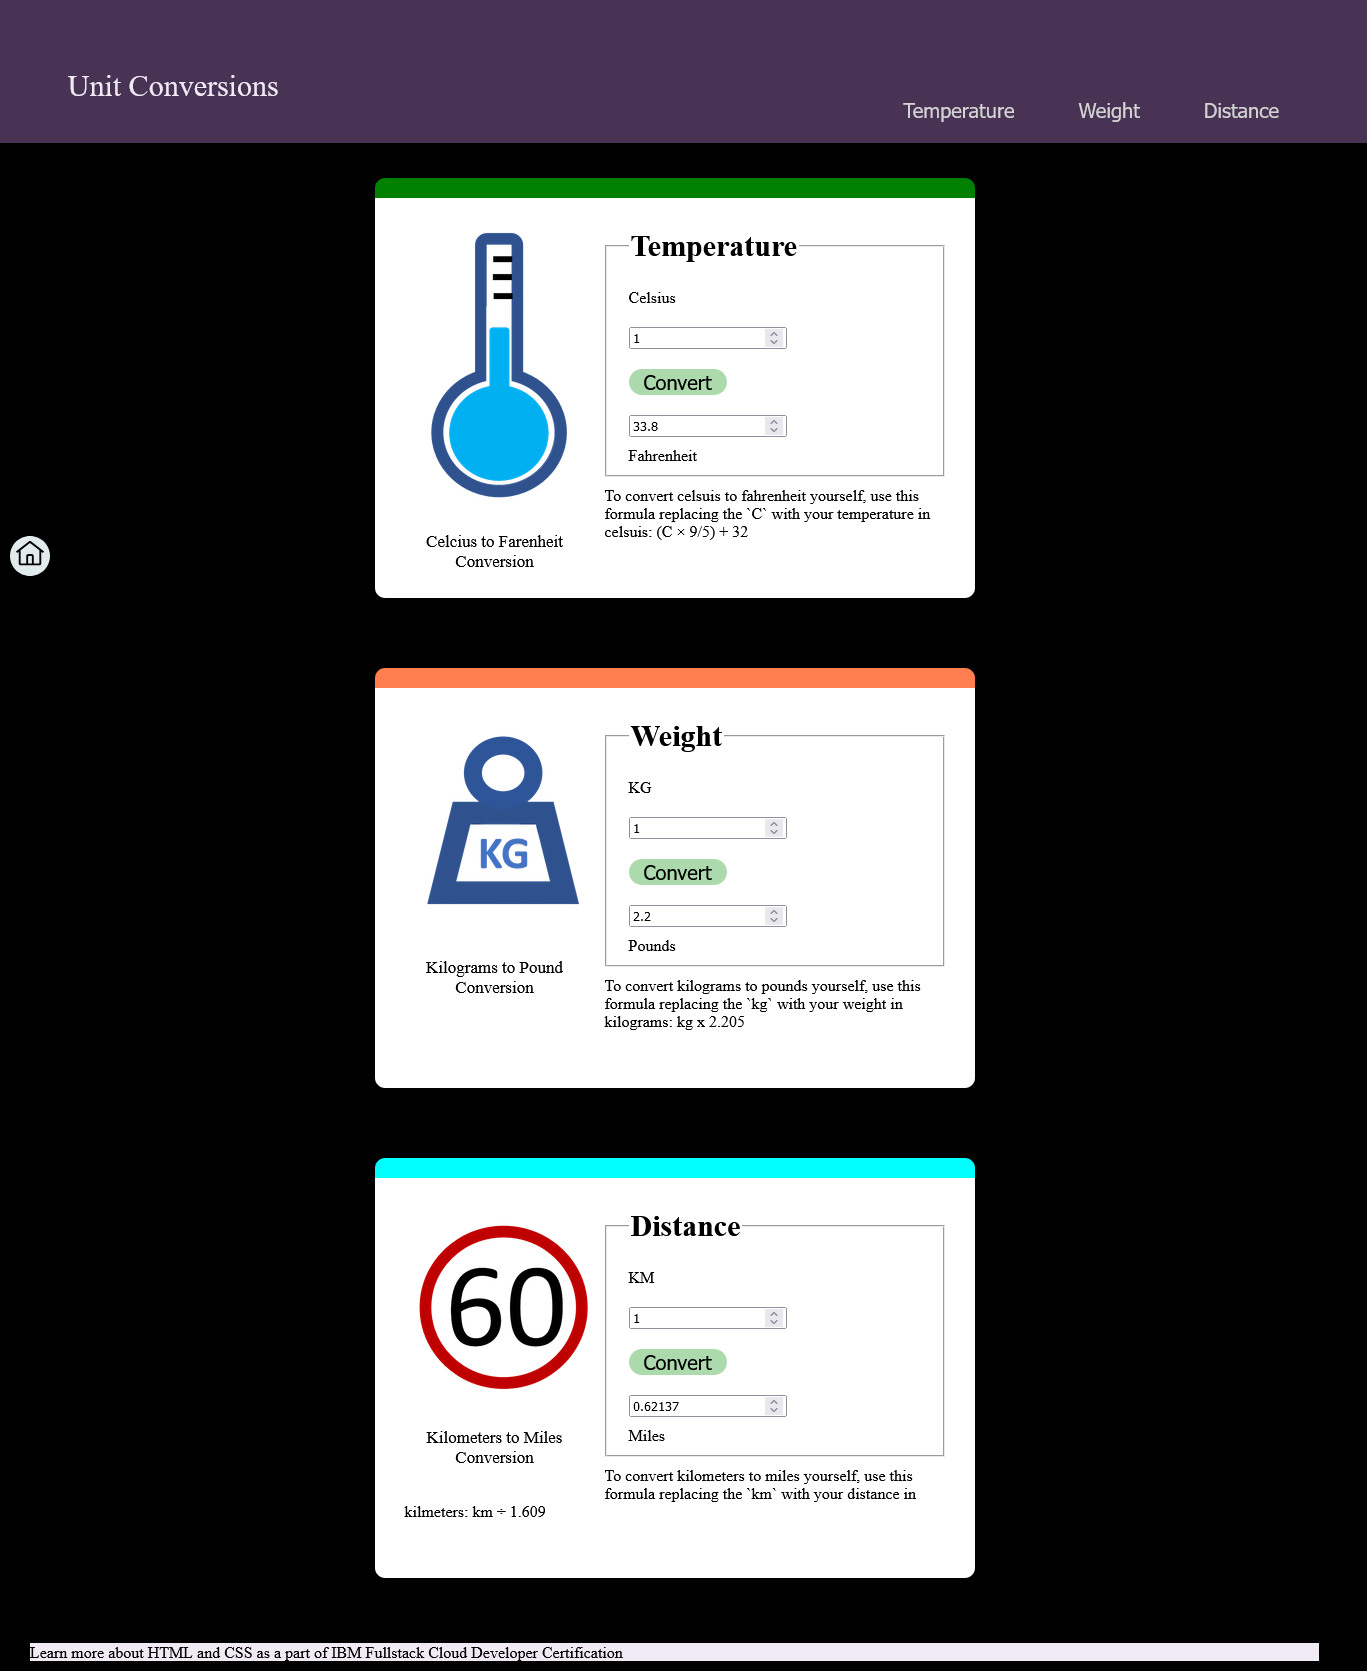 Unit Conversions
Temperature Weight Distance
Temperature
Celsius
1
Convert
33.8
Fahrenheit
To convert celsuis to fahrenheit yourself, use this
formula replacing the `C` with your temperature in
celsuis: (C × 9/5) + 32
Celcius to Farenheit
Conversion
Weight
KG
1
Convert
KG
2.2
Pounds
To convert kilograms to pounds yourself, use this
formula replacing the `kg` with your weight in
kilograms: kg x 2.205
Kilograms to Pound
Conversion
Distance
KM
1
60
Convert
0.62137
Miles
Kilometers to Miles
Conversion
To convert kilometers to miles yourself, use this
formula replacing the `km` with your distance in
kilmeters: km ÷ 1.609
Learn more about HTML and CSS as a part of IBM Fullstack Cloud Developer Certification